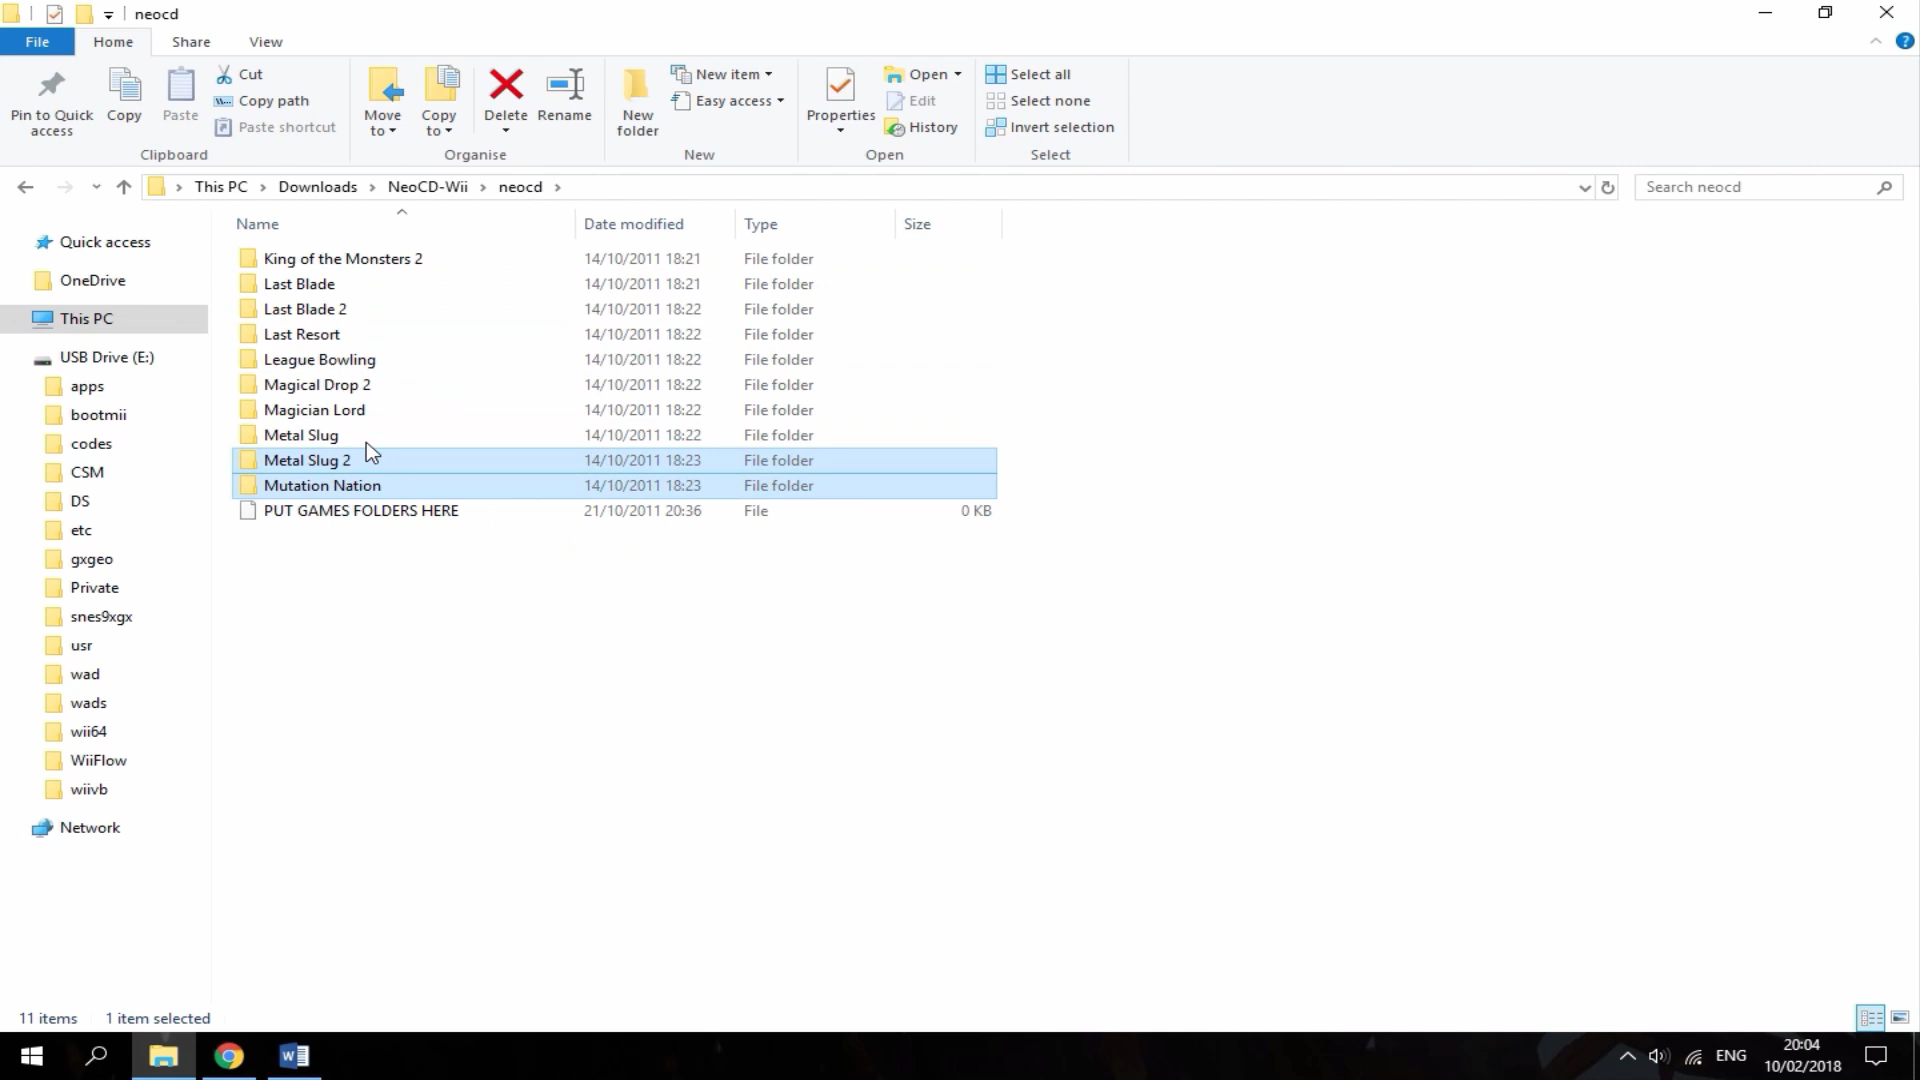 neocd
File Home Share View
Pin to Quick access
Copy
Paste
Cut
Copy path
Paste shortcut
Clipboard
Move to
Copy to
Delete
Rename
Organise
New folder
New item
Easy access
New
Properties
Open
Edit
History
Open
Select all
Select none
Invert selection
Select
This PC Downloads NeoCD-Wii neocd
Search neocd
Quick access
OneDrive
This PC
USB Drive (E:)
apps
bootmii
codes
CSM
DS
etc
gxgeo
Private
snes9xgx
usr
wad
wads
wii64
WiiFlow
wiivb
Network
Name Date modified Type Size
King of the Monsters 2 14/10/2011 18:21 File folder
Last Blade 14/10/2011 18:21 File folder
Last Blade 2 14/10/2011 18:22 File folder
Last Resort 14/10/2011 18:22 File folder
League Bowling 14/10/2011 18:22 File folder
Magical Drop 2 14/10/2011 18:22 File folder
Magician Lord 14/10/2011 18:22 File folder
Metal Slug 14/10/2011 18:22 File folder
Metal Slug 2 14/10/2011 18:23 File folder
Mutation Nation 14/10/2011 18:23 File folder
PUT GAMES FOLDERS HERE 21/10/2011 20:36 File 0 KB
11 items 1 item selected
ENG
20:04
10/02/2018